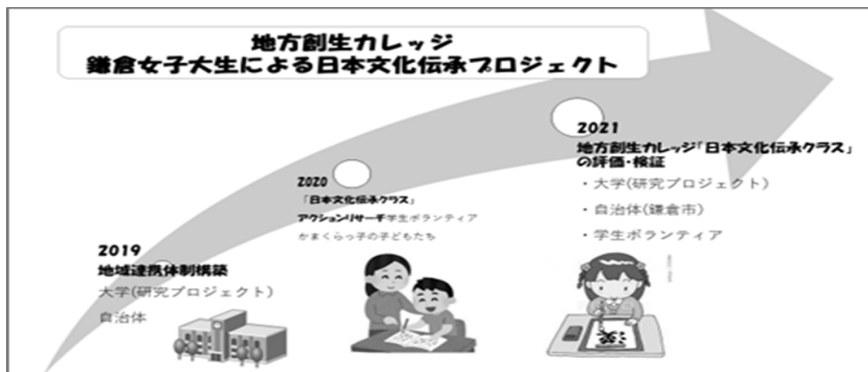 地方創生カレッジ
鎌倉女子大生による日本文化伝承プロジェクト
2019
地域連携体制構築
大学(研究プロジェクト)
自治体
2020
「日本文化伝承クラス」
アクションリサーチ学生ボランティア
かまくらっ子の子どもたち
2021
地方創生カレッジ「日本文化伝承クラス」
の評価・検証
・大学(研究プロジェクト)
・自治体(鎌倉市)
・学生ボランティア